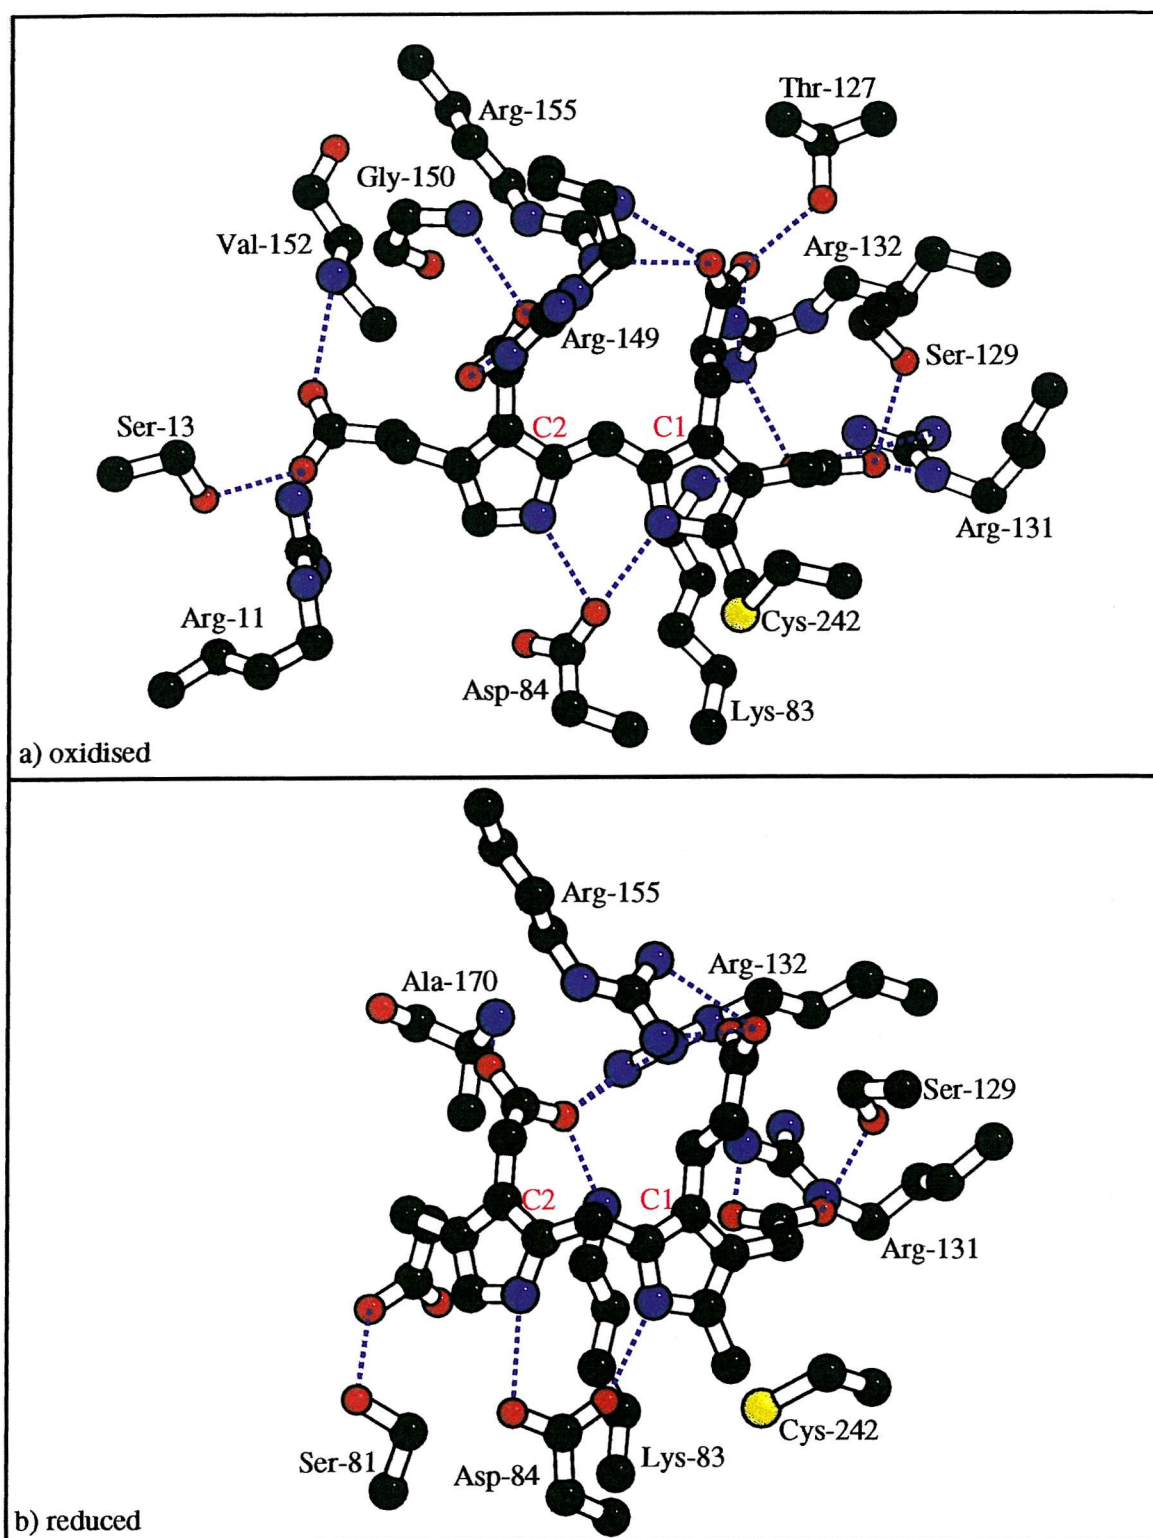 Arg-155
Thr-127
Gly-150
Val-152
Arg-132
Arg-149
Ser-129
Ser-13
C2
C1
Arg-131
Arg-11
Cys-242
Asp-84
Lys-83
a) oxidised
Arg-155
Arg-132
Ala-170
Ser-129
C2
C1
Arg-131
Cys-242
Ser-81
Asp-84
Lys-83
b) reduced